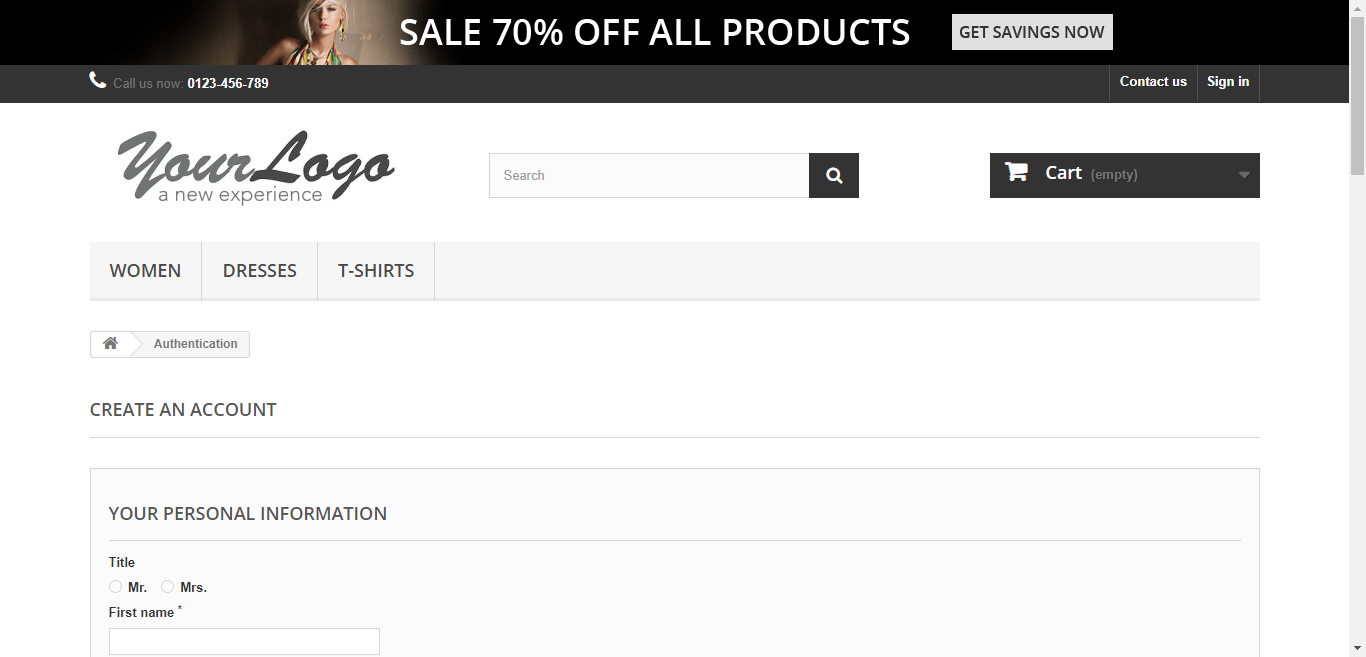 SALE 70% OFF ALL PRODUCTS GET SAVINGS NOW
Call us now: 0123-456-789 Contact us Sign in
YourLogo
a new experience
Search
Cart (empty)
WOMEN DRESSES T-SHIRTS
Authentication
CREATE AN ACCOUNT
YOUR PERSONAL INFORMATION
Title
Mr. Mrs.
First name *